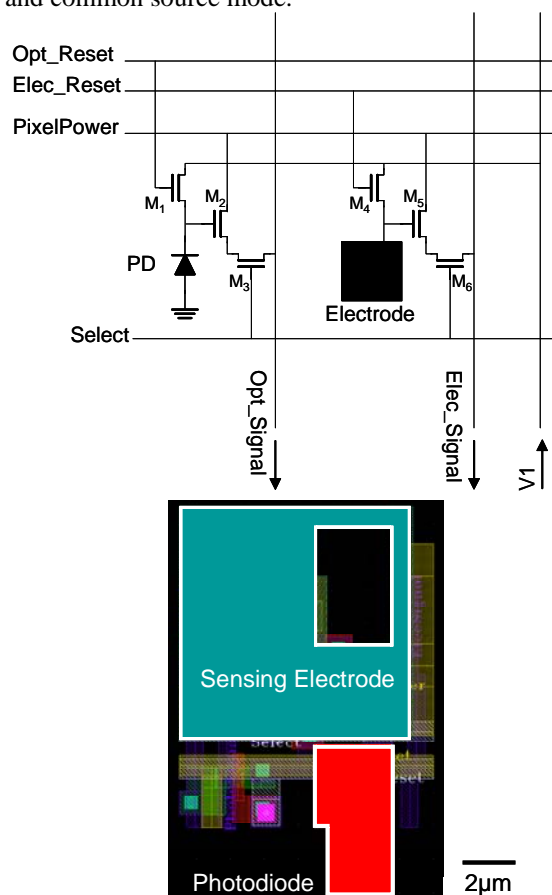 and common source mode.
Opt_Reset
Elec_Reset
PixelPower
M1 M2 M4 M5
PD
M3 M6
Electrode
Select
Opt_Signal
Elec_Signal
V1
Sensing Electrode
Select
Photodiode
2µm